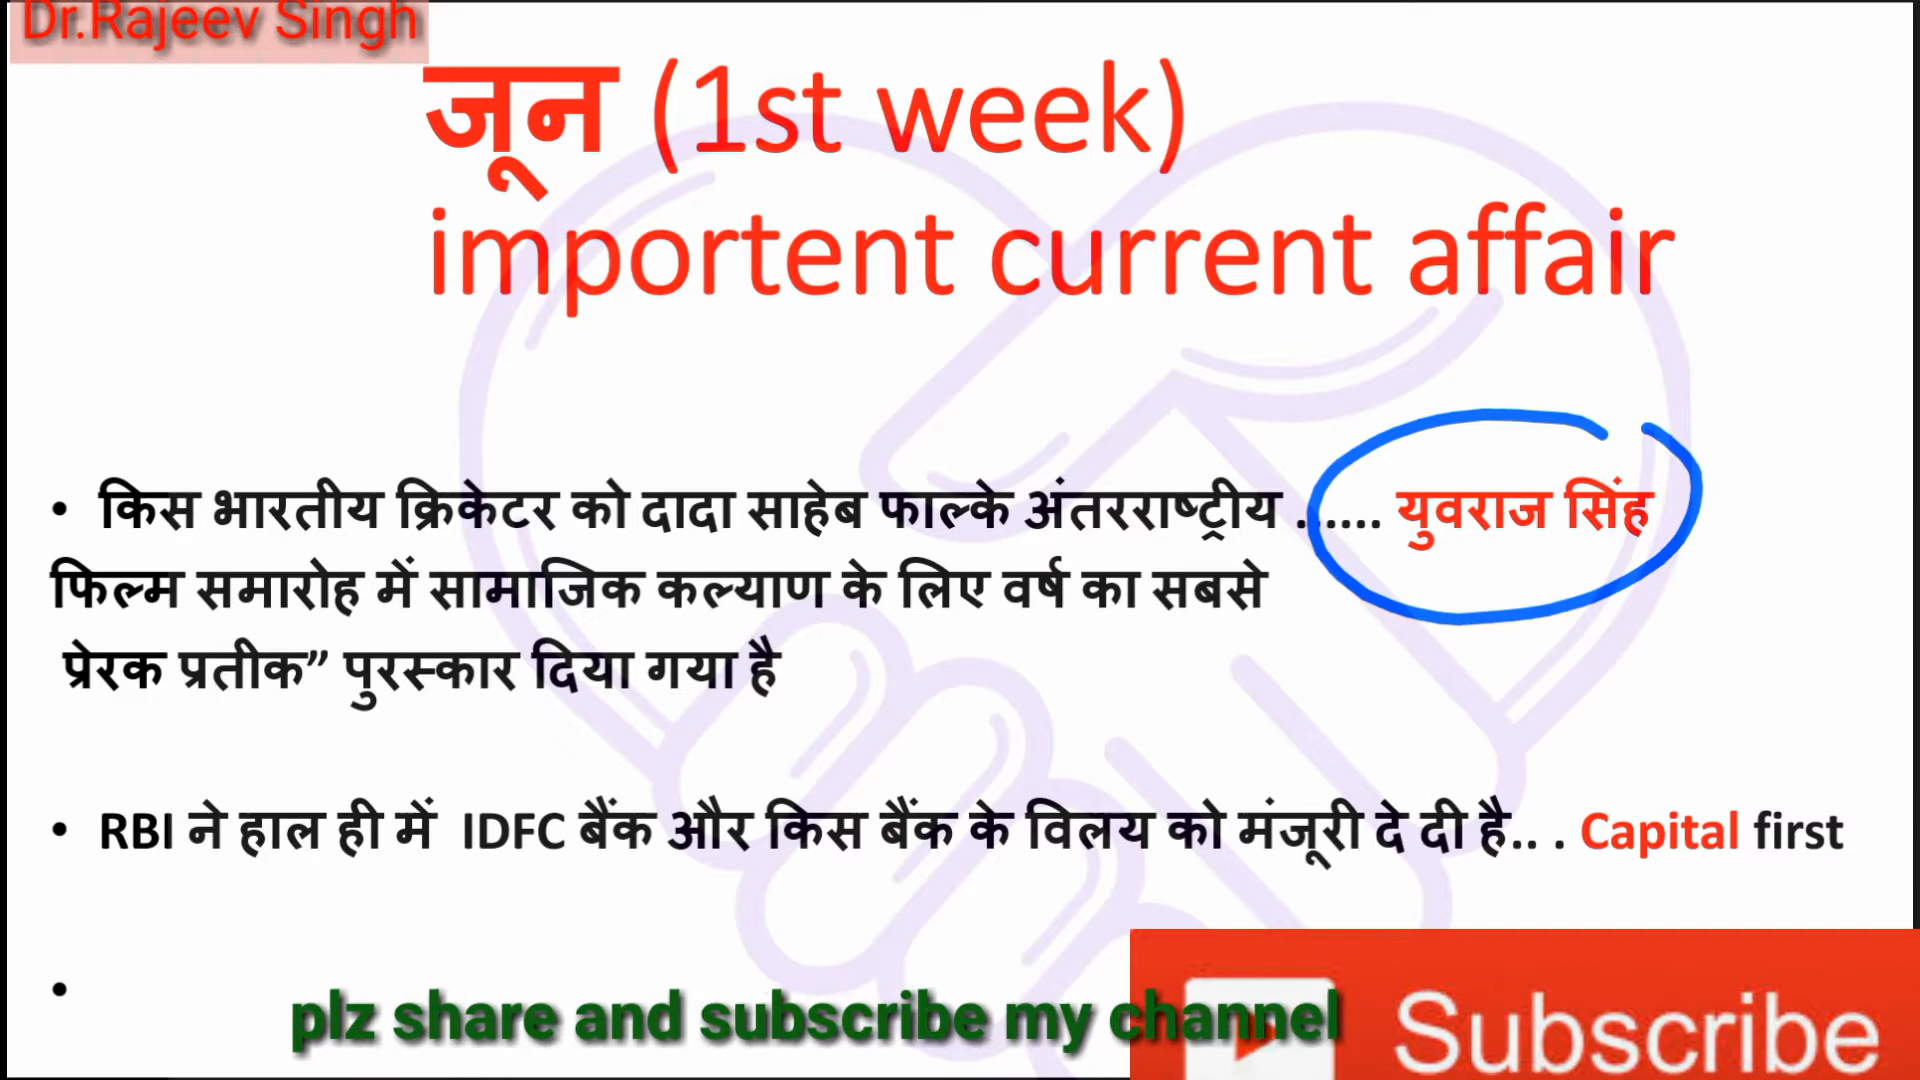 Dr.Rajeev Singh
जून (1st week)
importent current affair
• किस भारतीय क्रिकेटर को दादा साहेब फाल्के अंतरराष्ट्रीय ...... युवराज सिंह
फिल्म समारोह में सामाजिक कल्याण के लिए वर्ष का सबसे
प्रेरक प्रतीक” पुरस्कार दिया गया है
• RBI ने हाल ही में IDFC बैंक और किस बैंक के विलय को मंजूरी दे दी है.. . Capital first
•
plz share and subscribe my channel
Subscribe